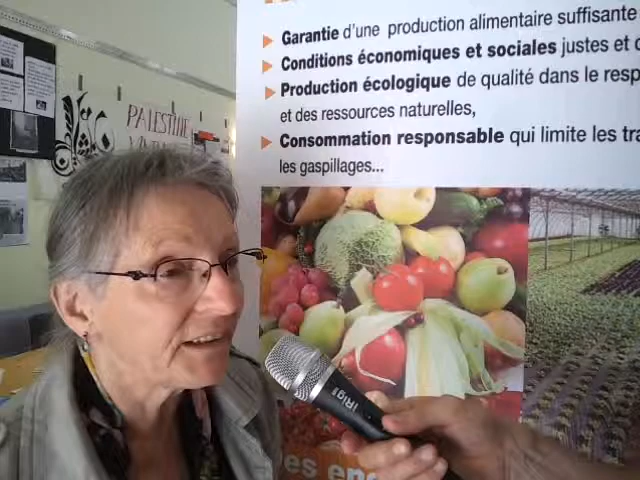 Garantie d'une production alimentaire suffisante
Conditions économiques et sociales justes et
Production écologique de qualité dans le resp
et des ressources naturelles,
Consommation responsable qui limite les tra
les gaspillages...
PALESTINE
iRig